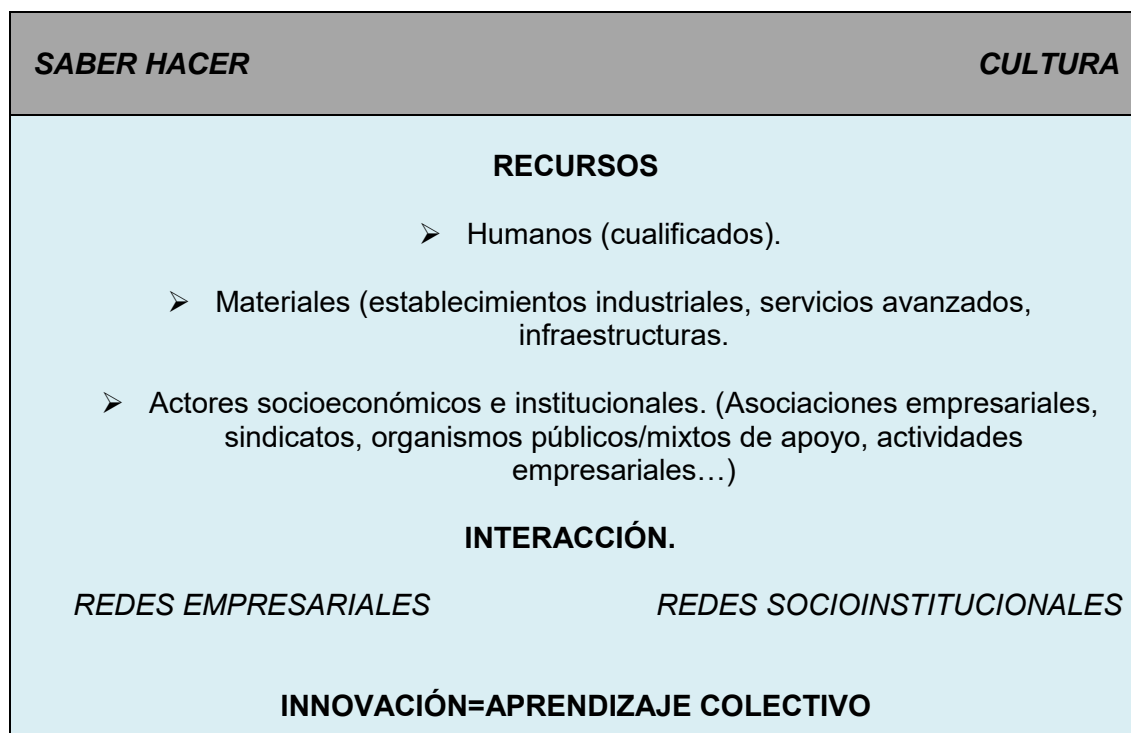 SABER HACER CULTURA
RECURSOS
➢ Humanos (cualificados).
➢ Materiales (establecimientos industriales, servicios avanzados,
infraestructuras.
➢ Actores socioeconómicos e institucionales. (Asociaciones empresariales,
sindicatos, organismos públicos/mixtos de apoyo, actividades
empresariales…)
INTERACCIÓN.
REDES EMPRESARIALES REDES SOCIOINSTITUCIONALES
INNOVACIÓN=APRENDIZAJE COLECTIVO